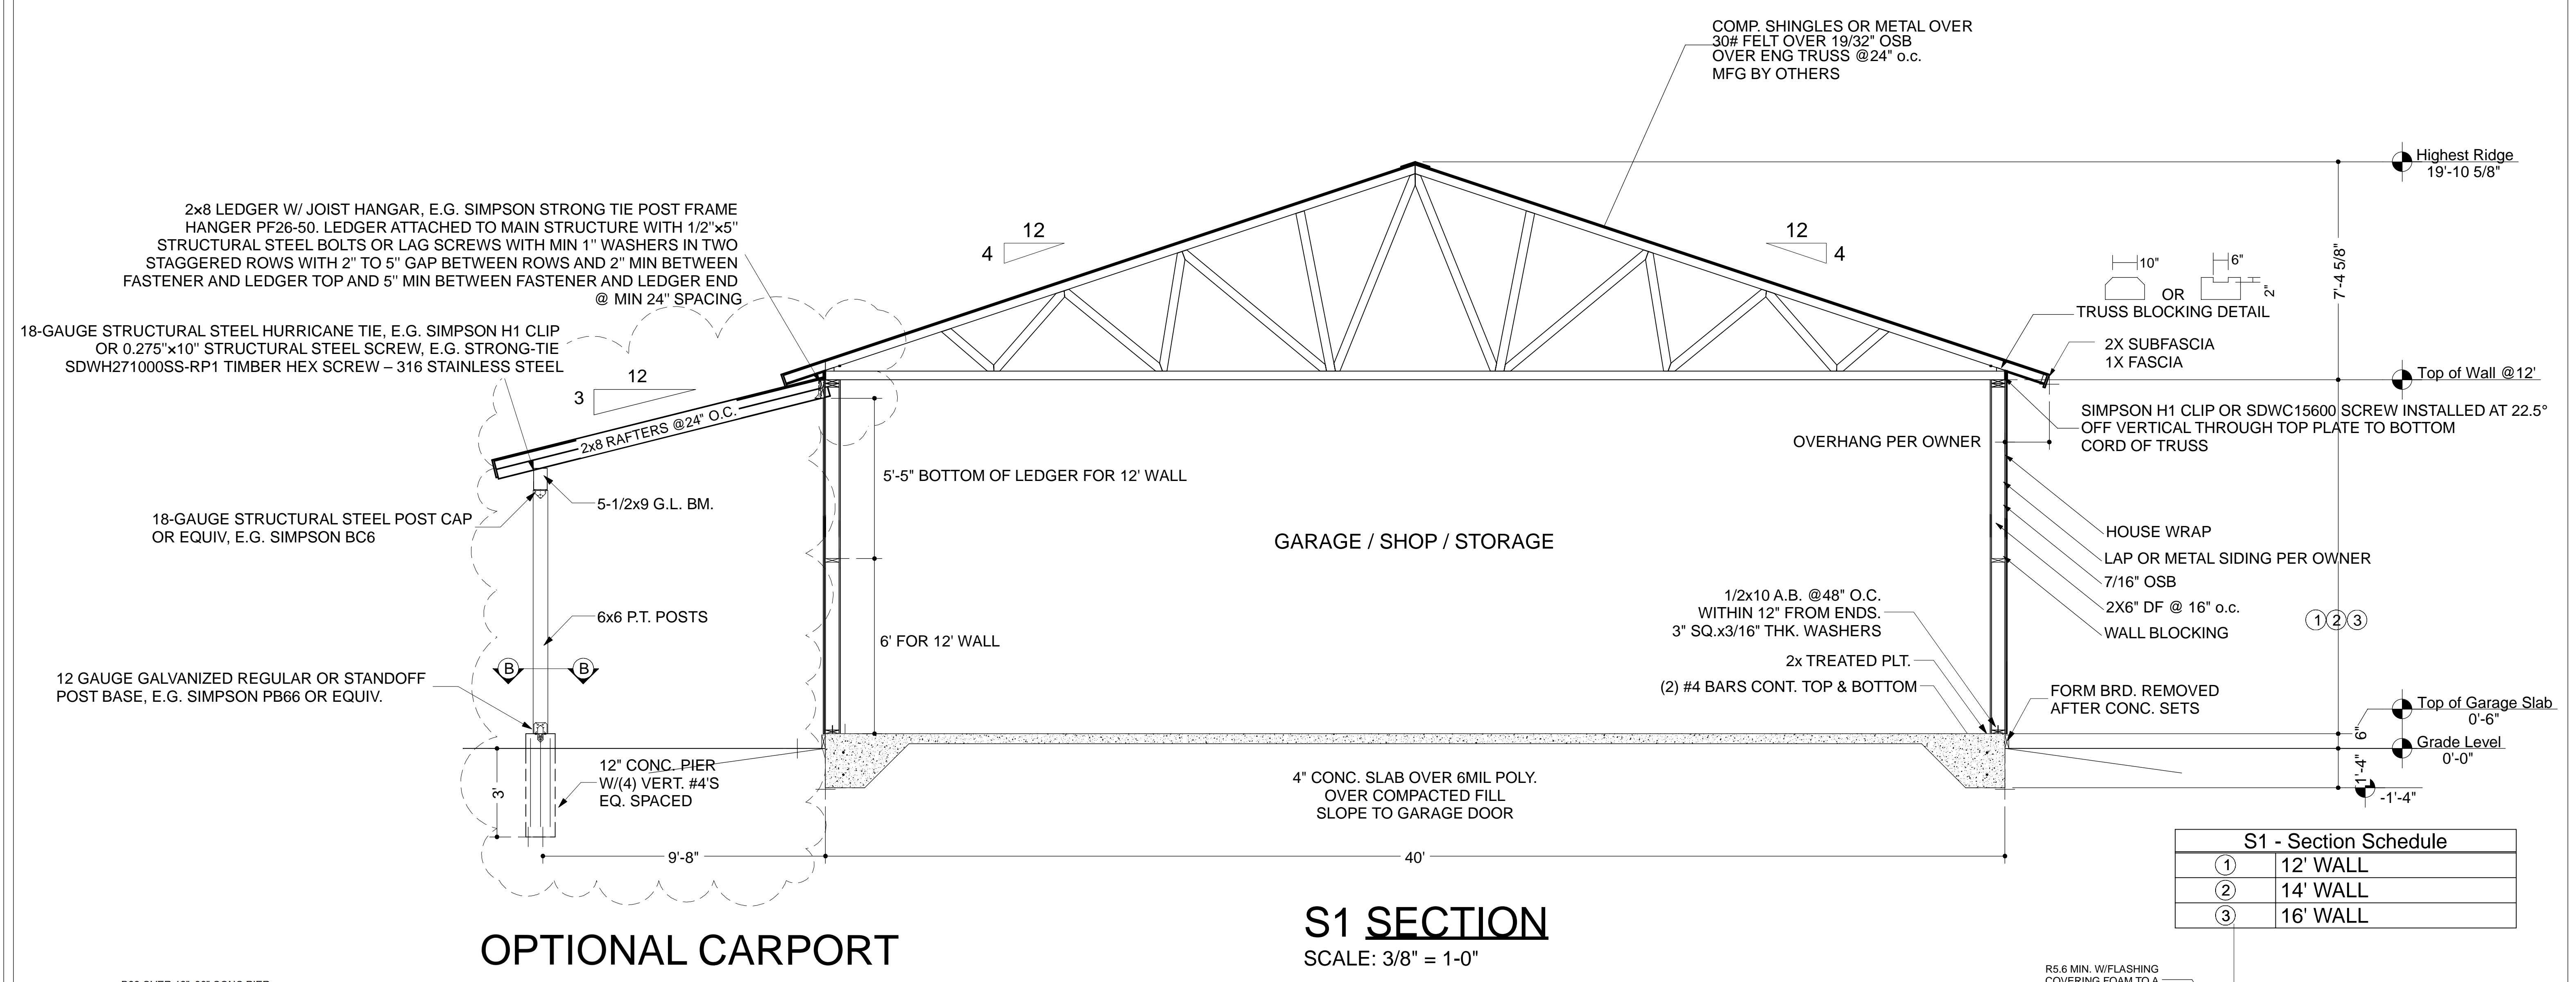 COMP. SHINGLES OR METAL OVER
30# FELT OVER 19/32" OSB
OVER ENG TRUSS @24" o.c.
MFG BY OTHERS
Highest Ridge
19'-10 5/8"
2x8 LEDGER W/ JOIST HANGAR, E.G. SIMPSON STRONG TIE POST FRAME
HANGER PF26-50. LEDGER ATTACHED TO MAIN STRUCTURE WITH 1/2"x5"
STRUCTURAL STEEL BOLTS OR LAG SCREWS WITH MIN 1" WASHERS IN TWO
STAGGERED ROWS WITH 2" TO 5" GAP BETWEEN ROWS AND 2" MIN BETWEEN
FASTENER AND LEDGER TOP AND 5" MIN BETWEEN FASTENER AND LEDGER END
@ MIN 24" SPACING
12
4
12
4
7'-4 5/8"
10"
OR
6"
2"
TRUSS BLOCKING DETAIL
2X SUBFASCIA
1X FASCIA
18-GAUGE STRUCTURAL STEEL HURRICANE TIE, E.G. SIMPSON H1 CLIP
OR 0.275"x10" STRUCTURAL STEEL SCREW, E.G. STRONG-TIE
SDWH271000SS-RP1 TIMBER HEX SCREW – 316 STAINLESS STEEL
12
3
2x8 RAFTERS @24" O.C.
Top of Wall @12'
SIMPSON H1 CLIP OR SDWC15600 SCREW INSTALLED AT 22.5°
OFF VERTICAL THROUGH TOP PLATE TO BOTTOM
CORD OF TRUSS
OVERHANG PER OWNER
5'-5" BOTTOM OF LEDGER FOR 12' WALL
5-1/2x9 G.L. BM.
18-GAUGE STRUCTURAL STEEL POST CAP
OR EQUIV, E.G. SIMPSON BC6
GARAGE / SHOP / STORAGE
HOUSE WRAP
LAP OR METAL SIDING PER OWNER
7/16" OSB
2X6" DF @ 16" o.c.
WALL BLOCKING
1 2 3
1/2x10 A.B. @48" O.C.
WITHIN 12" FROM ENDS.
3" SQ.x3/16" THK. WASHERS
2x TREATED PLT.
(2) #4 BARS CONT. TOP & BOTTOM
6x6 P.T. POSTS
6' FOR 12' WALL
B B
12 GAUGE GALVANIZED REGULAR OR STANDOFF
POST BASE, E.G. SIMPSON PB66 OR EQUIV.
FORM BRD. REMOVED
AFTER CONC. SETS
Top of Garage Slab
0'-6"
6"
Grade Level
0'-0"
1'-4"
-1'-4"
12" CONC. PIER
W/(4) VERT. #4'S
EQ. SPACED
3'
4" CONC. SLAB OVER 6MIL POLY.
OVER COMPACTED FILL
SLOPE TO GARAGE DOOR
9'-8"
40'
S1 - Section Schedule
1 12' WALL
2 14' WALL
3 16' WALL
OPTIONAL CARPORT
S1 SECTION
SCALE: 3/8" = 1-0"
R5.6 MIN. W/FLASHING
COVERING FOAM TO A